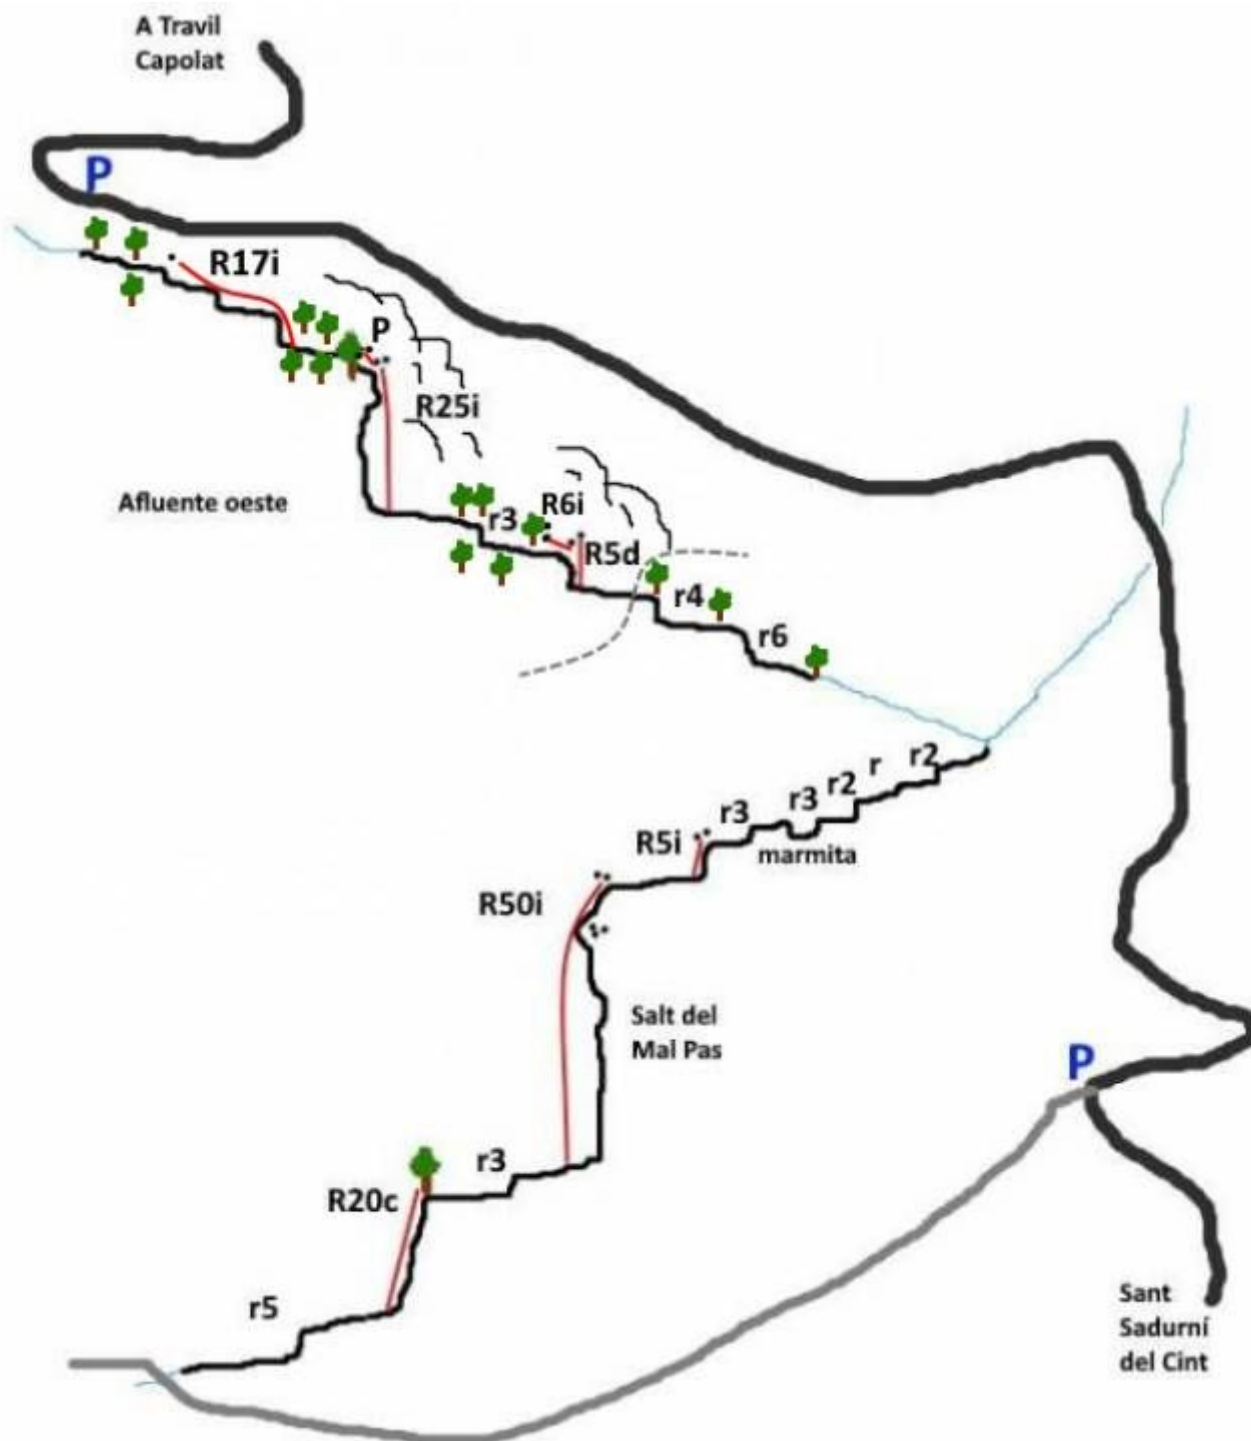 A Travil
Capolat
P
R17i
P
R25i
Afluente oeste
R6i
r3
R5d
r4
r6
r2
r
r2
r3
r3
R5i
marmita
R50i
Salt del
Mal Pas
P
r3
R20c
r5
Sant
Sadurní
del Cint